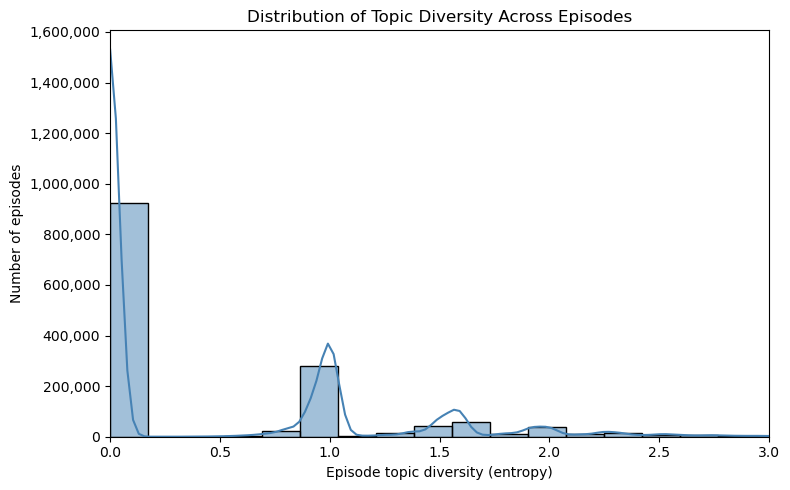 Distribution of Topic Diversity Across Episodes
1,600,000
1,400,000
1,200,000
1,000,000
800,000
600,000
400,000
200,000
0
Number of episodes
0.0 0.5 1.0 1.5 2.0 2.5 3.0
Episode topic diversity (entropy)